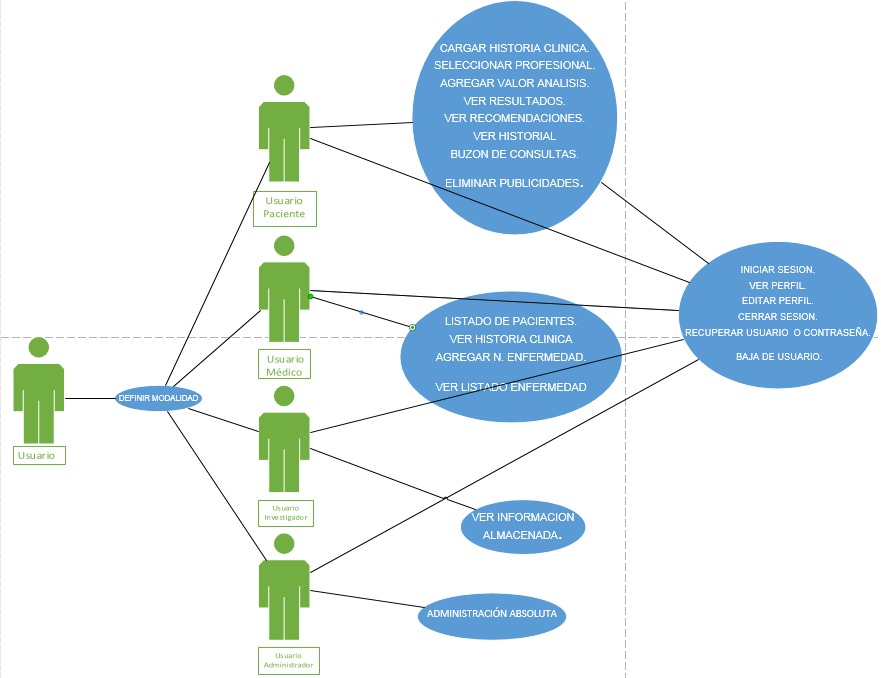 CARGAR HISTORIA CLINICA.
SELECCIONAR PROFESIONAL.
AGREGAR VALOR ANALISIS.
VER RESULTADOS.
VER RECOMENDACIONES.
VER HISTORIAL
BUZON DE CONSULTAS.
ELIMINAR PUBLICIDADES.
Usuario
Paciente
INICIAR SESION.
VER PERFIL.
EDITAR PERFIL.
CERRAR SESION.
RECUPERAR USUARIO O CONTRASEÑA.
BAJA DE USUARIO.
LISTADO DE PACIENTES.
VER HISTORIA CLINICA
AGREGAR N. ENFERMEDAD.
VER LISTADO ENFERMEDAD
Usuario
Médico
DEFINIR MODALIDAD
Usuario
Usuario
Investigador
VER INFORMACION
ALMACENADA.
ADMINISTRACIÓN ABSOLUTA
Usuario
Administrador